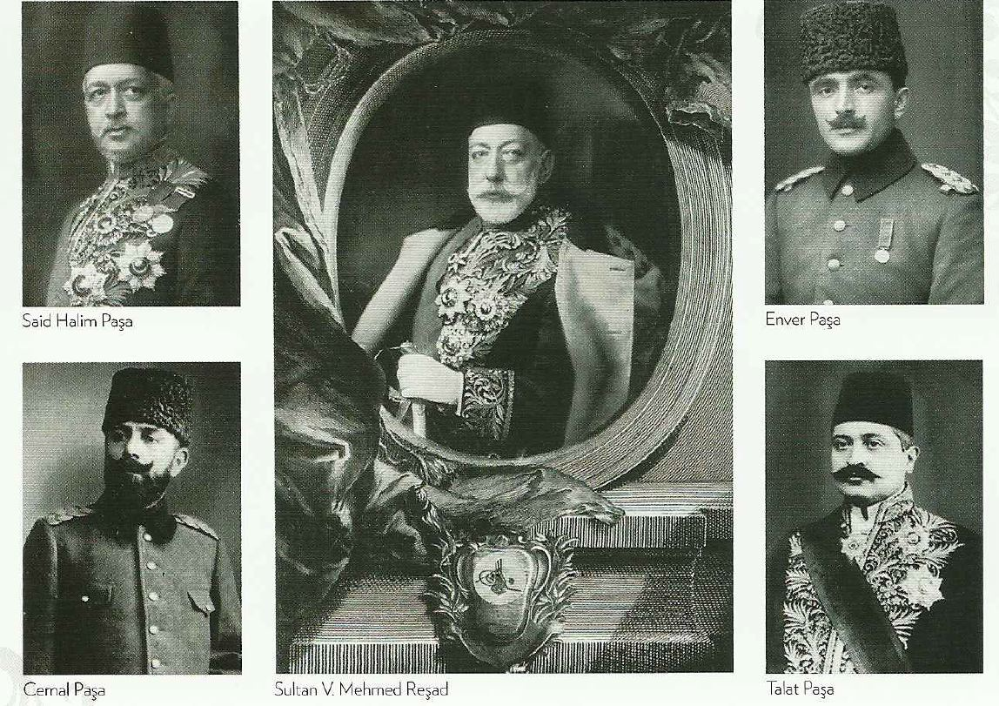 Said Halim Paşa
Enver Paşa
Cemal Paşa
Sultan V. Mehmed Reşad
Talat Paşa